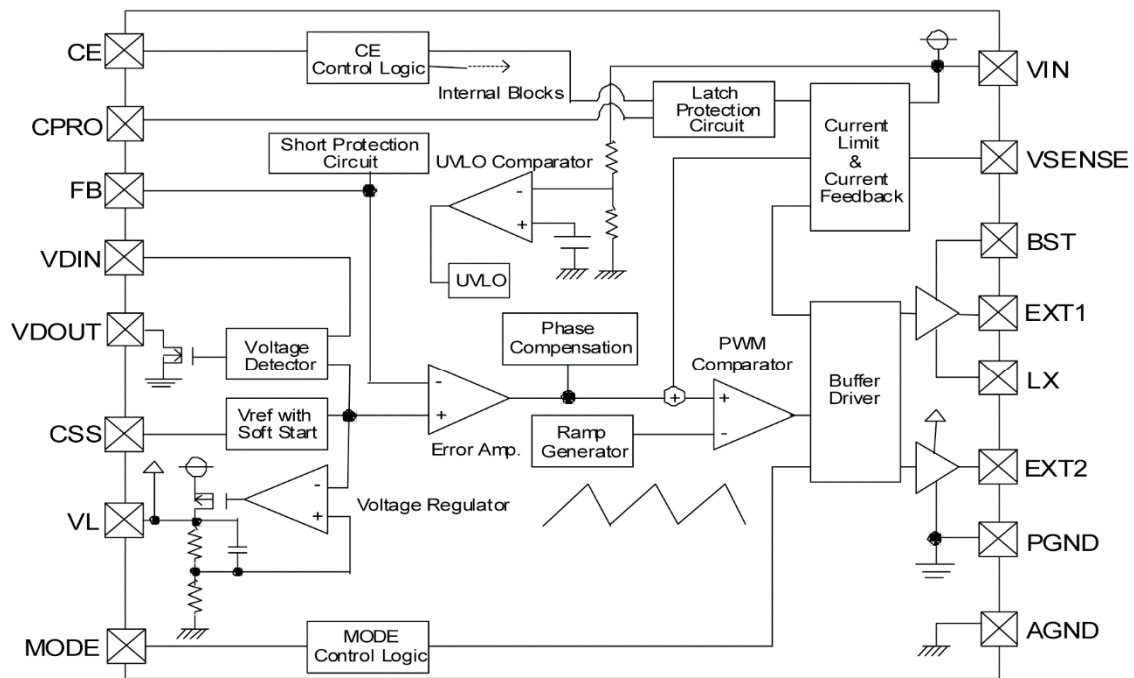 CE
CPRO
FB
VDIN
VDOUT
CSS
VL
MODE
CE
Control Logic
Internal Blocks
Short Protection
Circuit
UVLO Comparator
-
+
UVLO
Latch
Protection
Circuit
Current
Limit
&
Current
Feedback
Voltage
Detector
Vref with
Soft Start
-
+
Error Amp.
Phase
Compensation
+
PWM
Comparator
+
-
Ramp
Generator
Buffer
Driver
-
+
Voltage Regulator
MODE
Control Logic
VIN
VSENSE
BST
EXT1
LX
EXT2
PGND
AGND